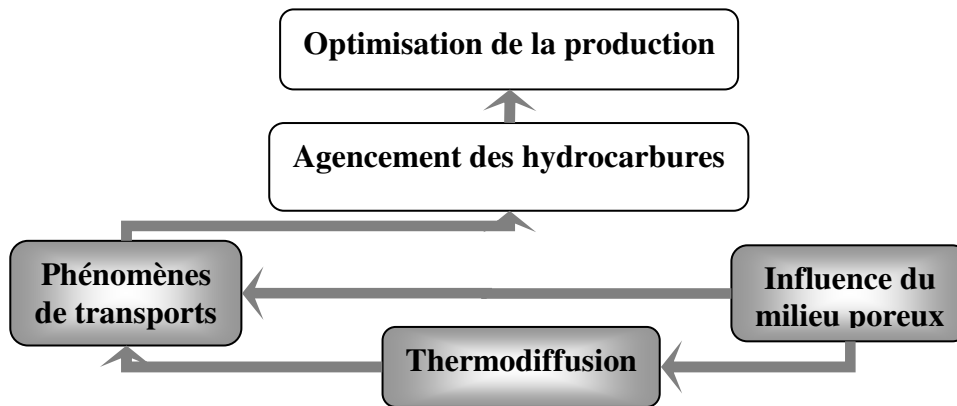 Optimisation de la production
Agencement des hydrocarbures
Phénomènes
de transports
Influence du
milieu poreux
Thermodiffusion